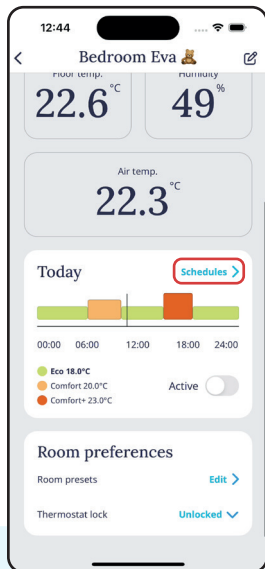 12:44
Bedroom Eva 🧸
Floor temp.
22.6 °C
Humidity
49 %
Air temp.
22.3 °C
Today
Schedules >
00:00 06:00 12:00 18:00 24:00
Eco 18.0°C
Comfort 20.0°C
Comfort+ 23.0°C
Active
Room preferences
Room presets
Edit >
Thermostat lock
Unlocked